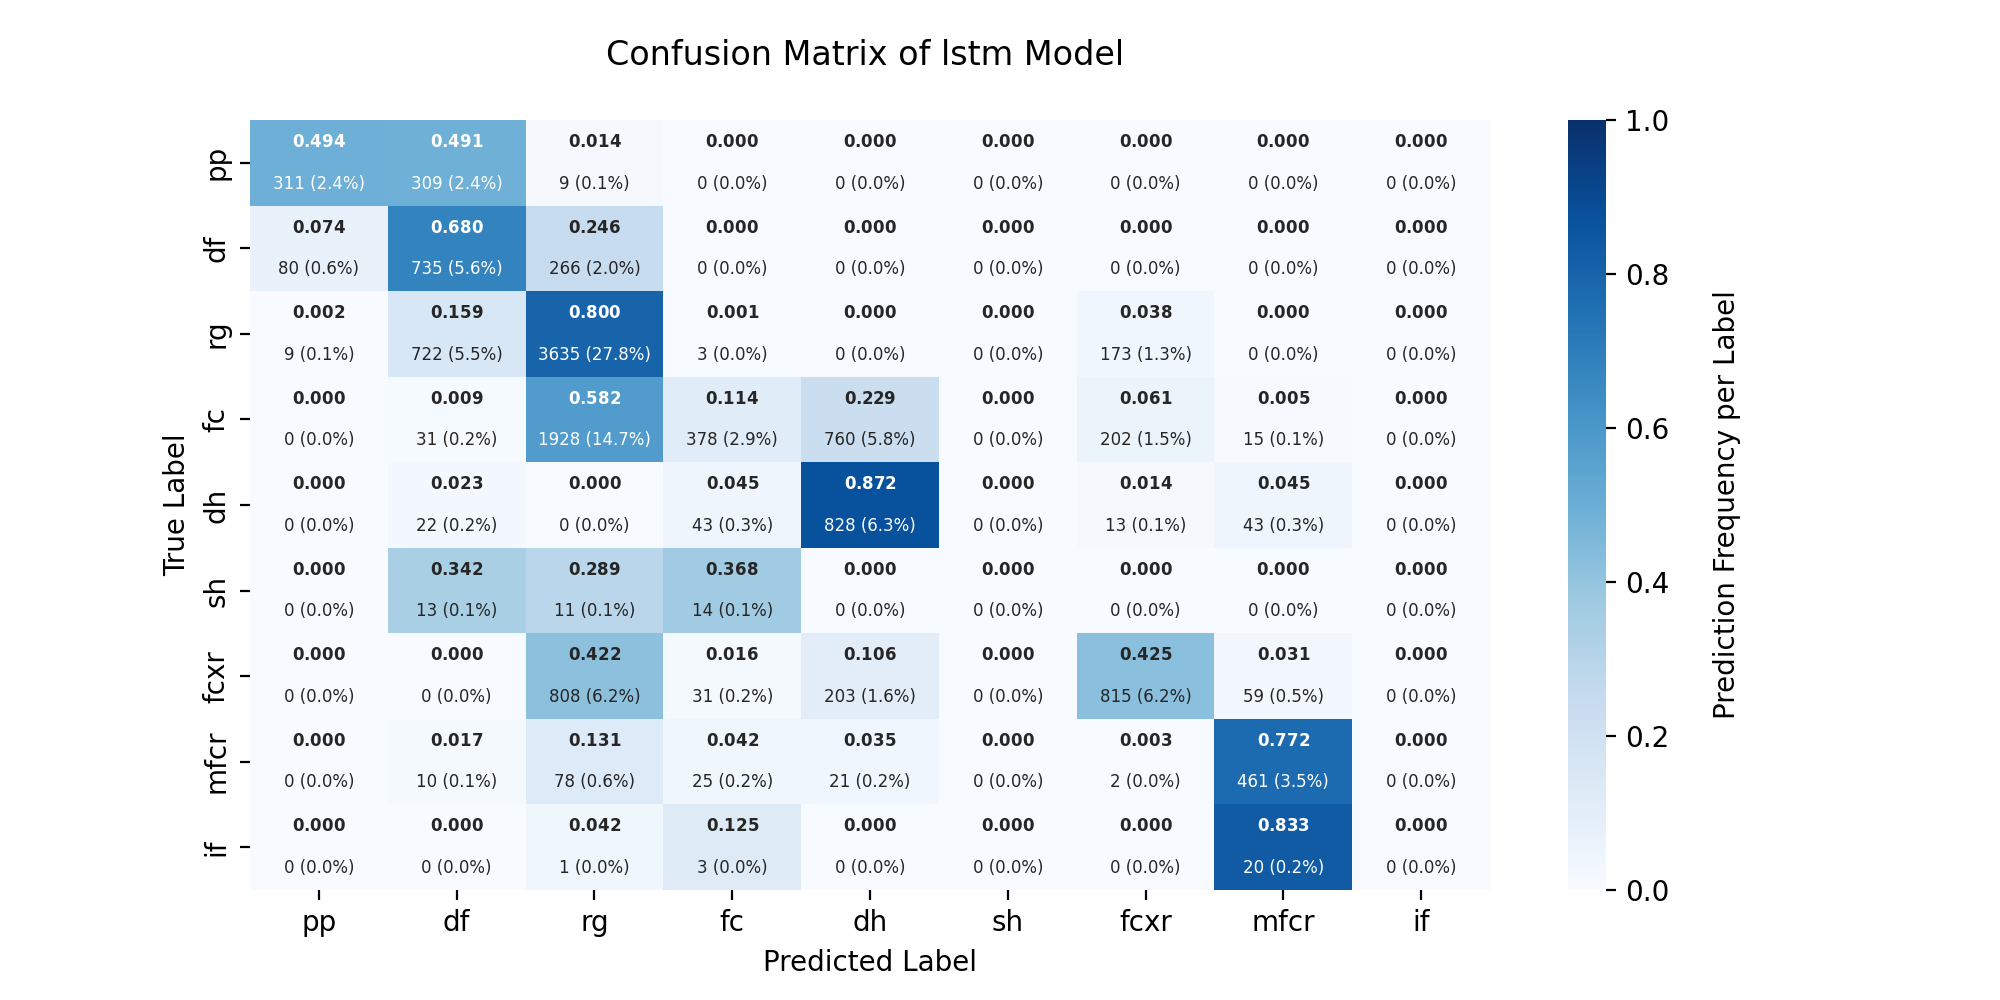 Confusion Matrix of lstm Model
0.494 0.491 0.014 0.000 0.000 0.000 0.000 0.000 0.000
pp
311 (2.4%) 309 (2.4%) 9 (0.1%) 0 (0.0%) 0 (0.0%) 0 (0.0%) 0 (0.0%) 0 (0.0%) 0 (0.0%)
0.074 0.680 0.246 0.000 0.000 0.000 0.000 0.000 0.000
df
80 (0.6%) 735 (5.6%) 266 (2.0%) 0 (0.0%) 0 (0.0%) 0 (0.0%) 0 (0.0%) 0 (0.0%) 0 (0.0%)
0.002 0.159 0.800 0.001 0.000 0.000 0.038 0.000 0.000
rg
9 (0.1%) 722 (5.5%) 3635 (27.8%) 3 (0.0%) 0 (0.0%) 0 (0.0%) 173 (1.3%) 0 (0.0%) 0 (0.0%)
0.000 0.009 0.582 0.114 0.229 0.000 0.061 0.005 0.000
fc
0 (0.0%) 31 (0.2%) 1928 (14.7%) 378 (2.9%) 760 (5.8%) 0 (0.0%) 202 (1.5%) 15 (0.1%) 0 (0.0%)
0.000 0.023 0.000 0.045 0.872 0.000 0.014 0.045 0.000
dh
0 (0.0%) 22 (0.2%) 0 (0.0%) 43 (0.3%) 828 (6.3%) 0 (0.0%) 13 (0.1%) 43 (0.3%) 0 (0.0%)
0.000 0.342 0.289 0.368 0.000 0.000 0.000 0.000 0.000
sh
0 (0.0%) 13 (0.1%) 11 (0.1%) 14 (0.1%) 0 (0.0%) 0 (0.0%) 0 (0.0%) 0 (0.0%) 0 (0.0%)
0.000 0.000 0.422 0.016 0.106 0.000 0.425 0.031 0.000
fcxr
0 (0.0%) 0 (0.0%) 808 (6.2%) 31 (0.2%) 203 (1.6%) 0 (0.0%) 815 (6.2%) 59 (0.5%) 0 (0.0%)
0.000 0.017 0.131 0.042 0.035 0.000 0.003 0.772 0.000
mfcr
0 (0.0%) 10 (0.1%) 78 (0.6%) 25 (0.2%) 21 (0.2%) 0 (0.0%) 2 (0.0%) 461 (3.5%) 0 (0.0%)
0.000 0.000 0.042 0.125 0.000 0.000 0.000 0.833 0.000
if
0 (0.0%) 0 (0.0%) 1 (0.0%) 3 (0.0%) 0 (0.0%) 0 (0.0%) 0 (0.0%) 20 (0.2%) 0 (0.0%)
pp df rg fc dh sh fcxr mfcr if
Predicted Label
True Label
1.0
0.8
0.6
0.4
0.2
0.0
Prediction Frequency per Label